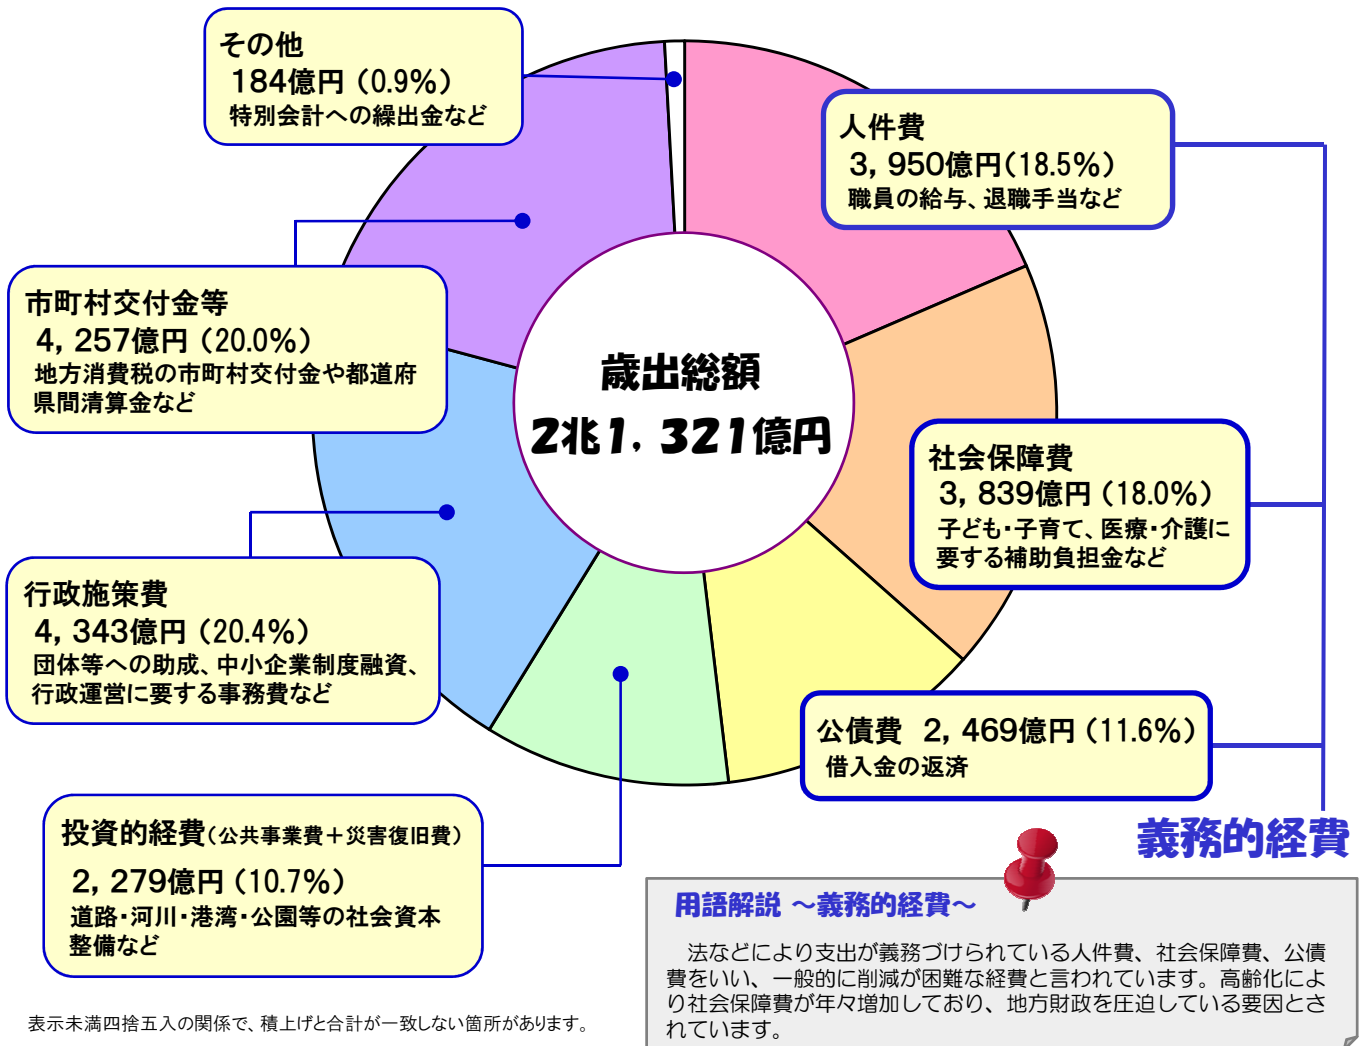 その他
184億円（0.9%）
特別会計への繰出金など
人件費
3，950億円（18.5%）
職員の給与、退職手当など
市町村交付金等
4，257億円（20.0%）
地方消費税の市町村交付金や都道府
県間清算金など
歳出総額
2兆1，321億円
社会保障費
3，839億円（18.0%）
子ども・子育て、医療・介護に
要する補助負担金など
行政施策費
4，343億円（20.4%）
団体等への助成、中小企業制度融資、
行政運営に要する事務費など
公債費 2，469億円（11.6%）
借入金の返済
投資的経費（公共事業費＋災害復旧費）
2，279億円（10.7%）
道路・河川・港湾・公園等の社会資本
整備など
義務的経費
用語解説 ～義務的経費～
法などにより支出が義務づけられている人件費、社会保障費、公債
費をいい、一般的に削減が困難な経費と言われています。高齢化によ
り社会保障費が年々増加しており、地方財政を圧迫している要因とさ
れています。
表示未満四捨五入の関係で、積上げと合計が一致しない箇所があります。